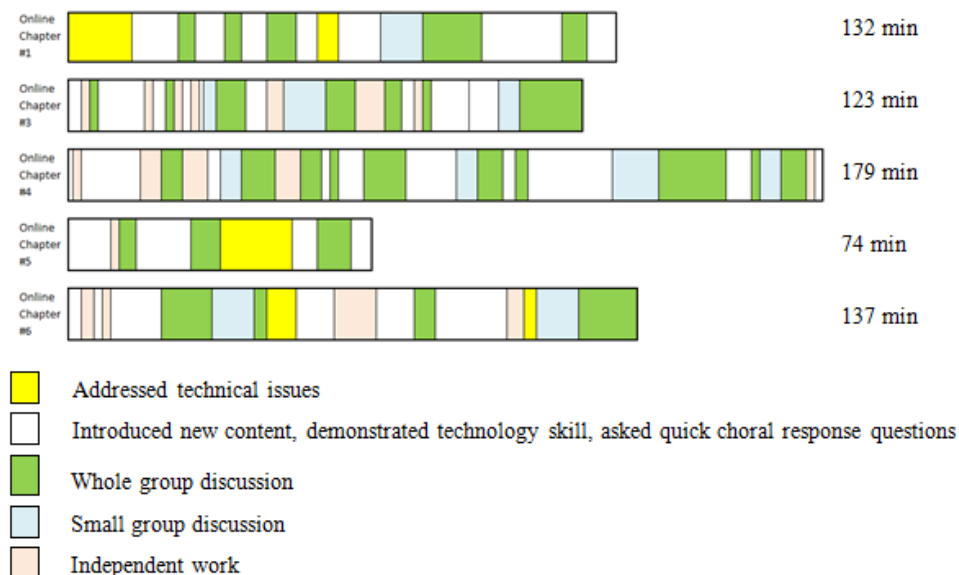 Online
Chapter
#1
132 min
Online
Chapter
#3
123 min
Online
Chapter
#4
179 min
Online
Chapter
#5
74 min
Online
Chapter
#6
137 min
Addressed technical issues
Introduced new content, demonstrated technology skill, asked quick choral response questions
Whole group discussion
Small group discussion
Independent work